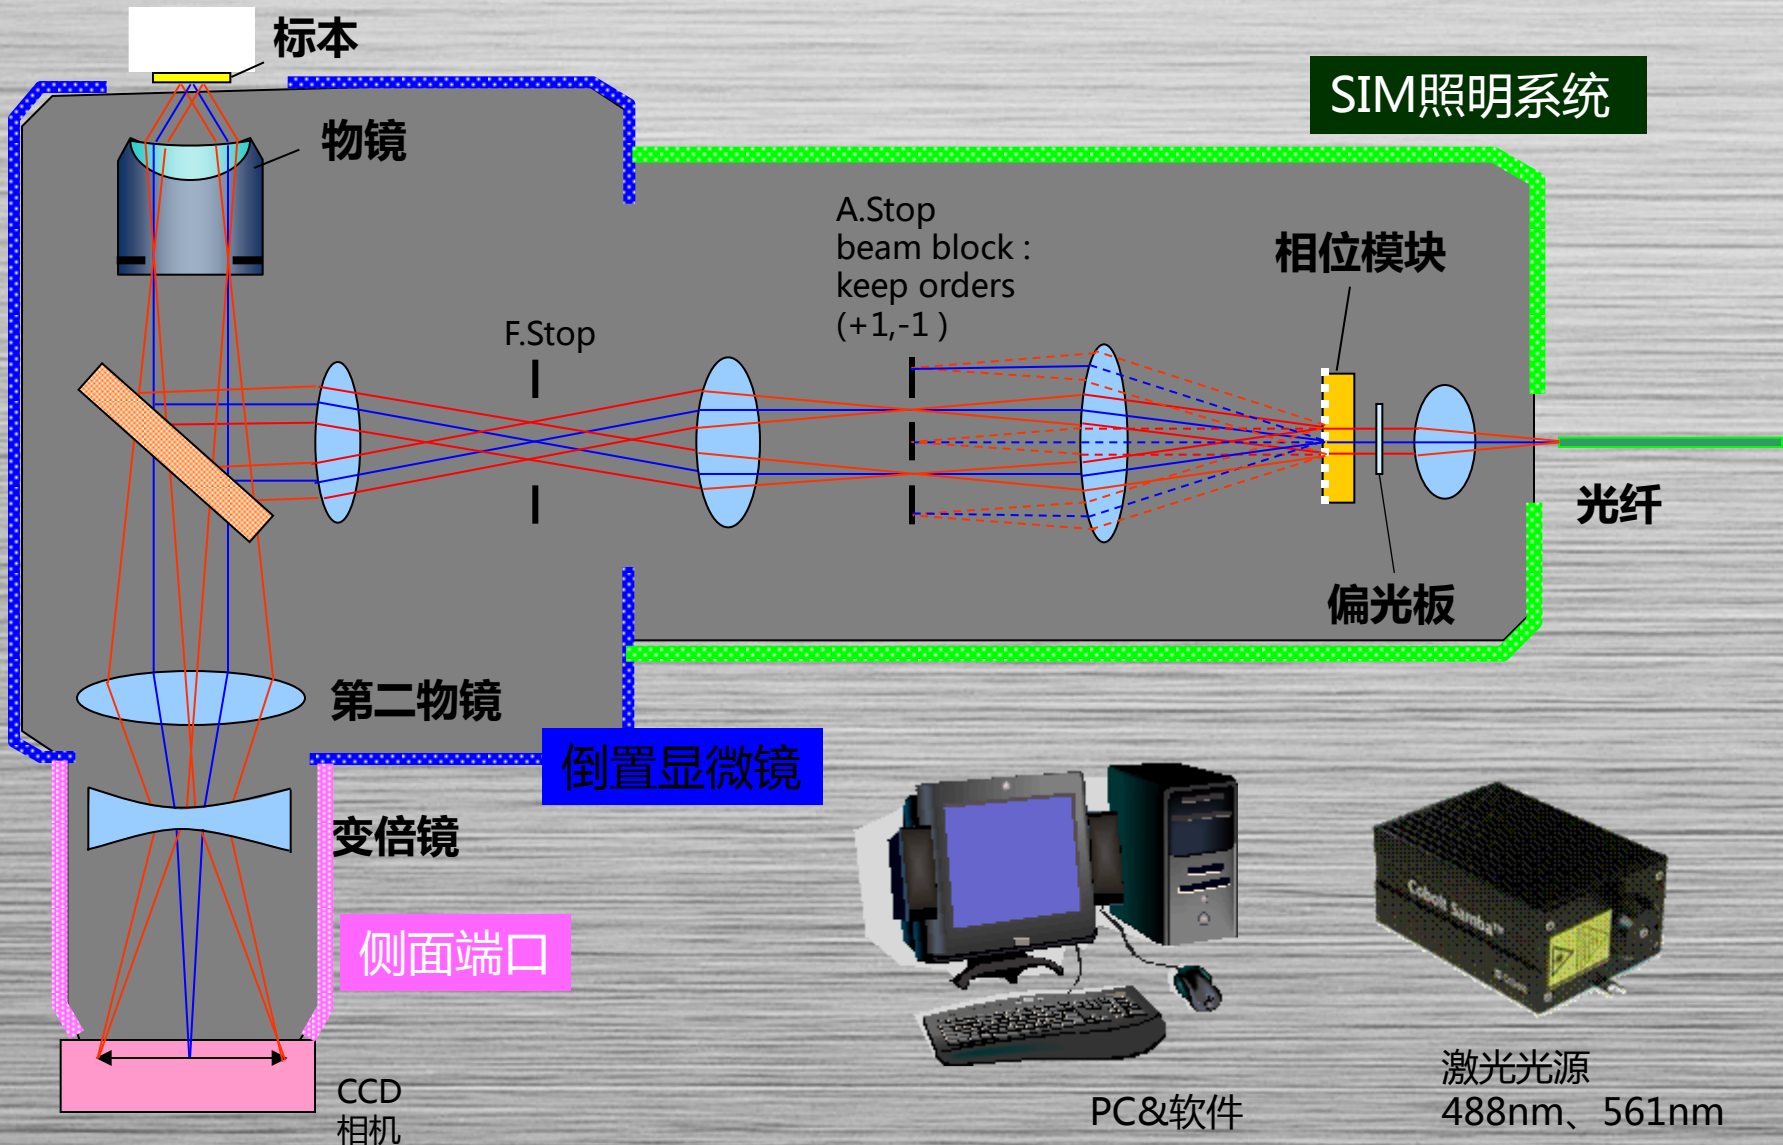 标本
SIM照明系统
物镜
A.Stop
beam block :
keep orders
(+1,-1 )
相位模块
F.Stop
光纤
偏光板
第二物镜
倒置显微镜
变倍镜
侧面端口
Cobolt Samba™
CCD
相机
PC&软件
激光光源
488nm、561nm